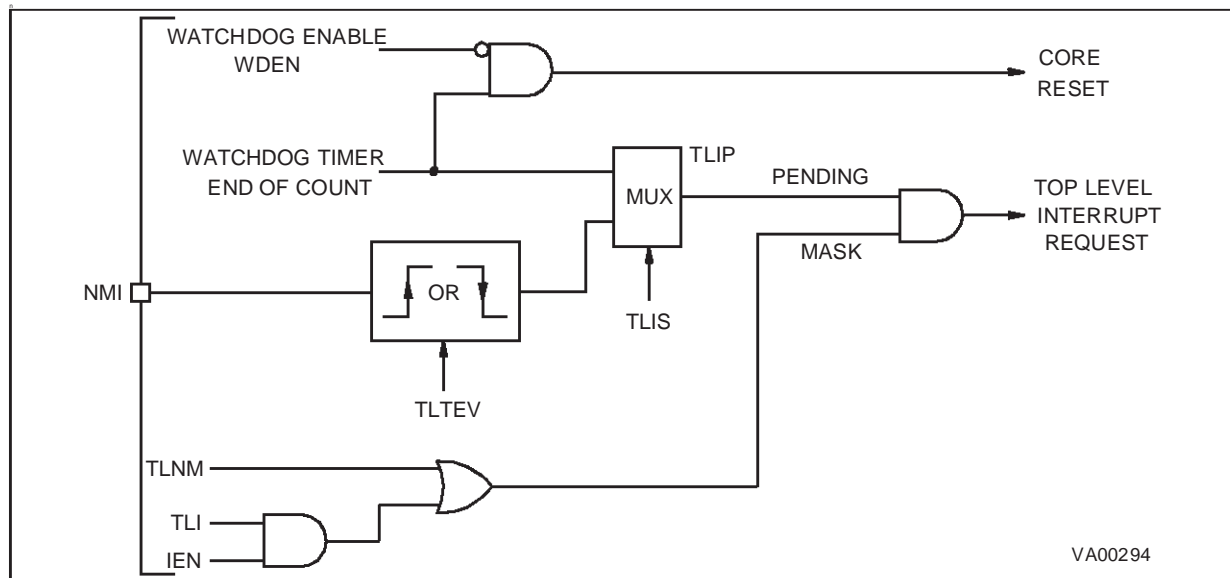 WATCHDOG ENABLE
WDEN
CORE
RESET
WATCHDOG TIMER
END OF COUNT
TLIP
MUX
PENDING
TOP LEVEL
INTERRUPT
REQUEST
MASK
NMI
OR
TLIS
TLTEV
TLNM
TLI
IEN
VA00294